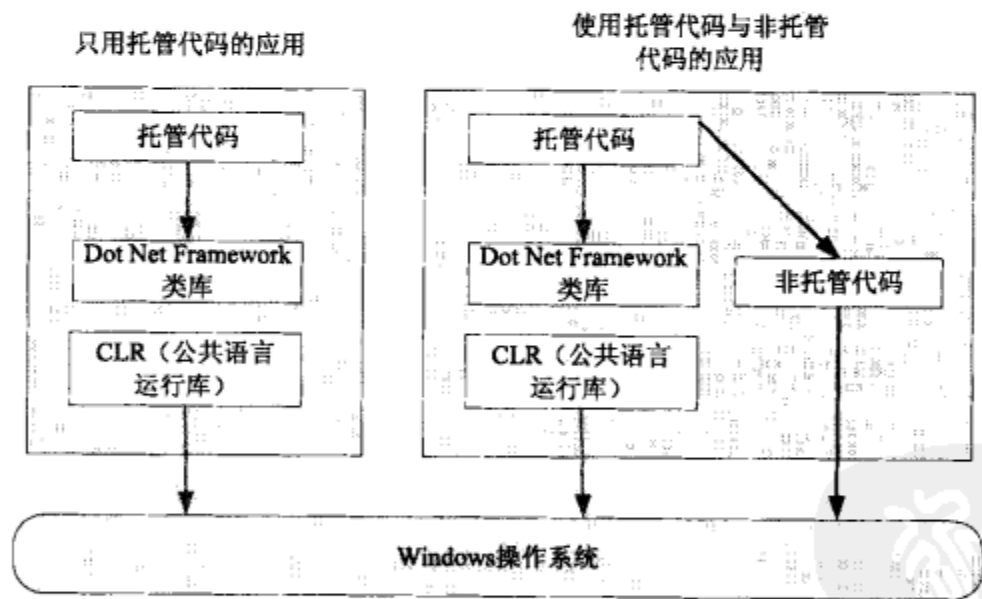 只用托管代码的应用
托管代码
Dot Net Framework
类库
CLR（公共语言
运行库）
使用托管代码与非托管
代码的应用
托管代码
Dot Net Framework
类库
非托管代码
CLR（公共语言
运行库）
Windows操作系统